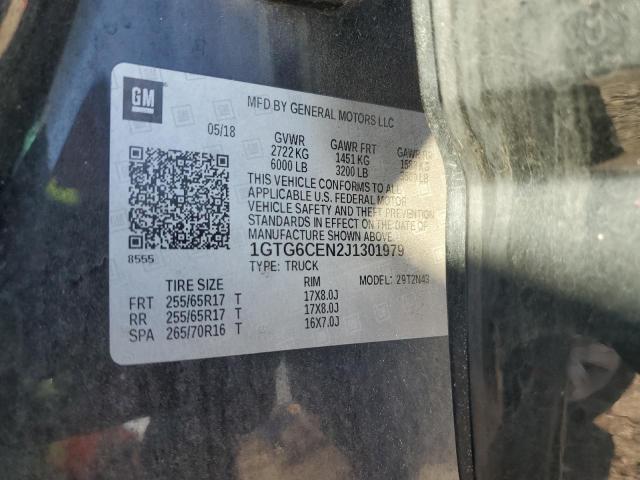 GM
MFD BY GENERAL MOTORS LLC
05/18
GVWR GAWR FRT GAWR
2722 KG 1451 KG
6000 LB 3200 LB LB
THIS VEHICLE CONFORMS TO ALL
APPLICABLE U.S. FEDERAL MOTOR
VEHICLE SAFETY AND THEFT PREVENTION
STANDARDS IN EFFECT ON THE DATE OF
MANUFACTURE SHOWN ABOVE.
8555
1GTG6CEN2J1301979
TYPE: TRUCK MODEL: 29T2N43
TIRE SIZE RIM
FRT 255/65R17 T 17X8.0J
RR 255/65R17 T 17X8.0J
SPA 265/70R16 T 16X7.0J